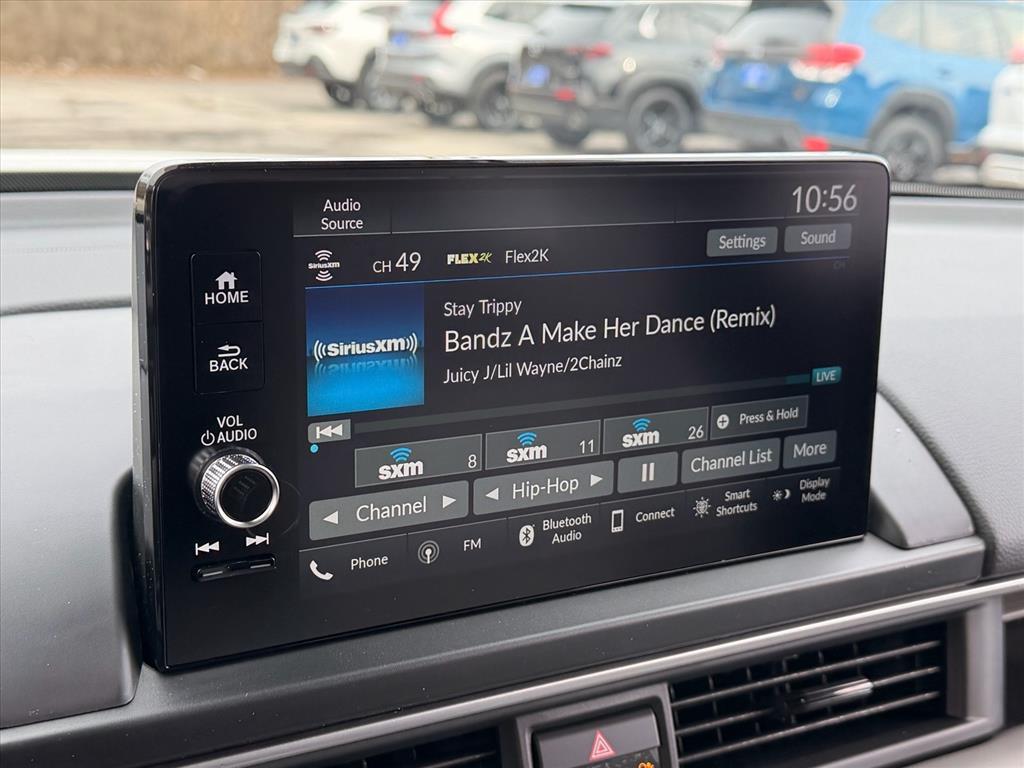 Audio
Source
10:56
SiriusXM
CH 49
FLEX2K
Flex2K
Settings
Sound
HOME
BACK
((SiriusXM))
Stay Trippy
Bandz A Make Her Dance (Remix)
Juicy J/Lil Wayne/2Chainz
LIVE
VOL
AUDIO
sxm 8
sxm 11
sxm 26
Press & Hold
Channel
Hip-Hop
Channel List
More
Phone
FM
Bluetooth
Audio
Connect
Smart
Shortcuts
Display
Mode